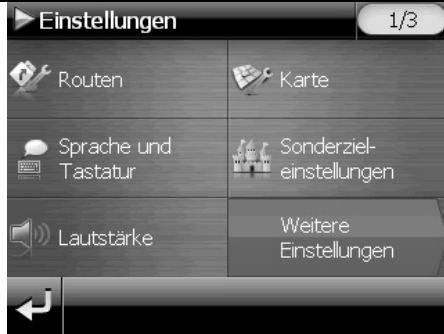 Einstellungen
1/3
Routen
Karte
Sprache und
Tastatur
Sonderziel-
einstellungen
Lautstärke
Weitere
Einstellungen